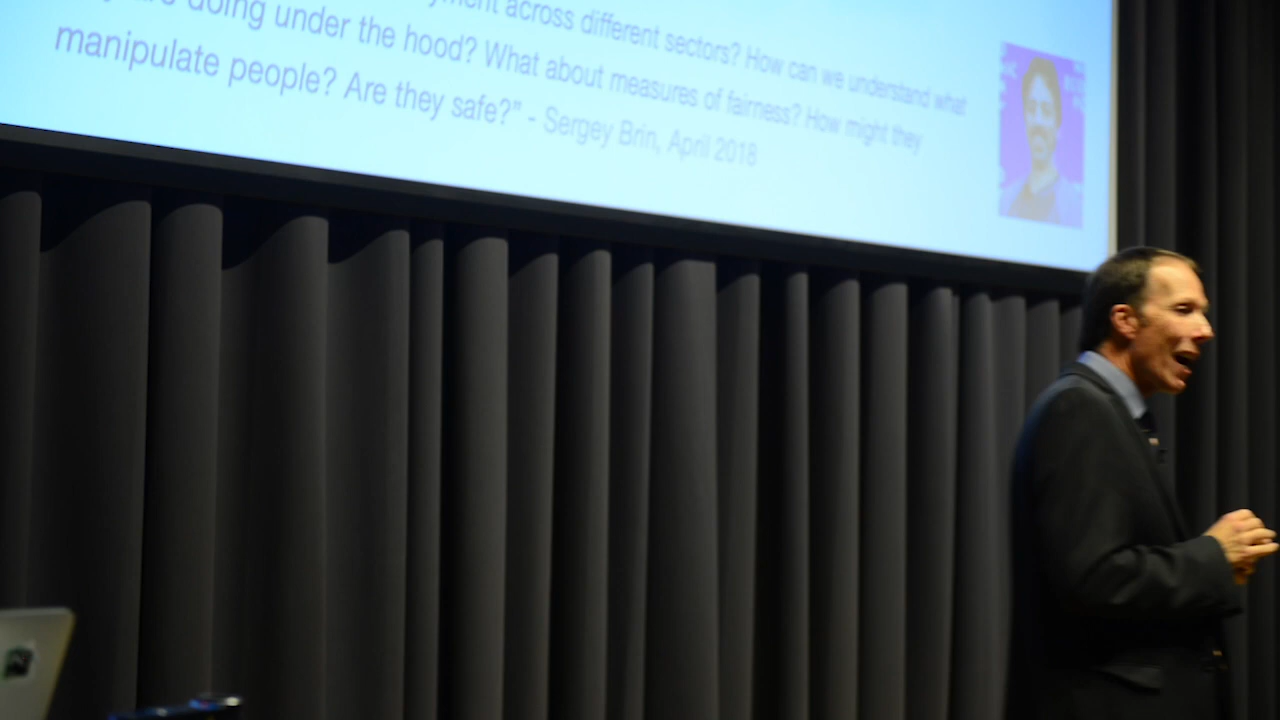 across different sectors? How can we understand what
doing under the hood? What about measures of fairness? How might they
manipulate people? Are they safe?" - Sergey Brin, April 2018